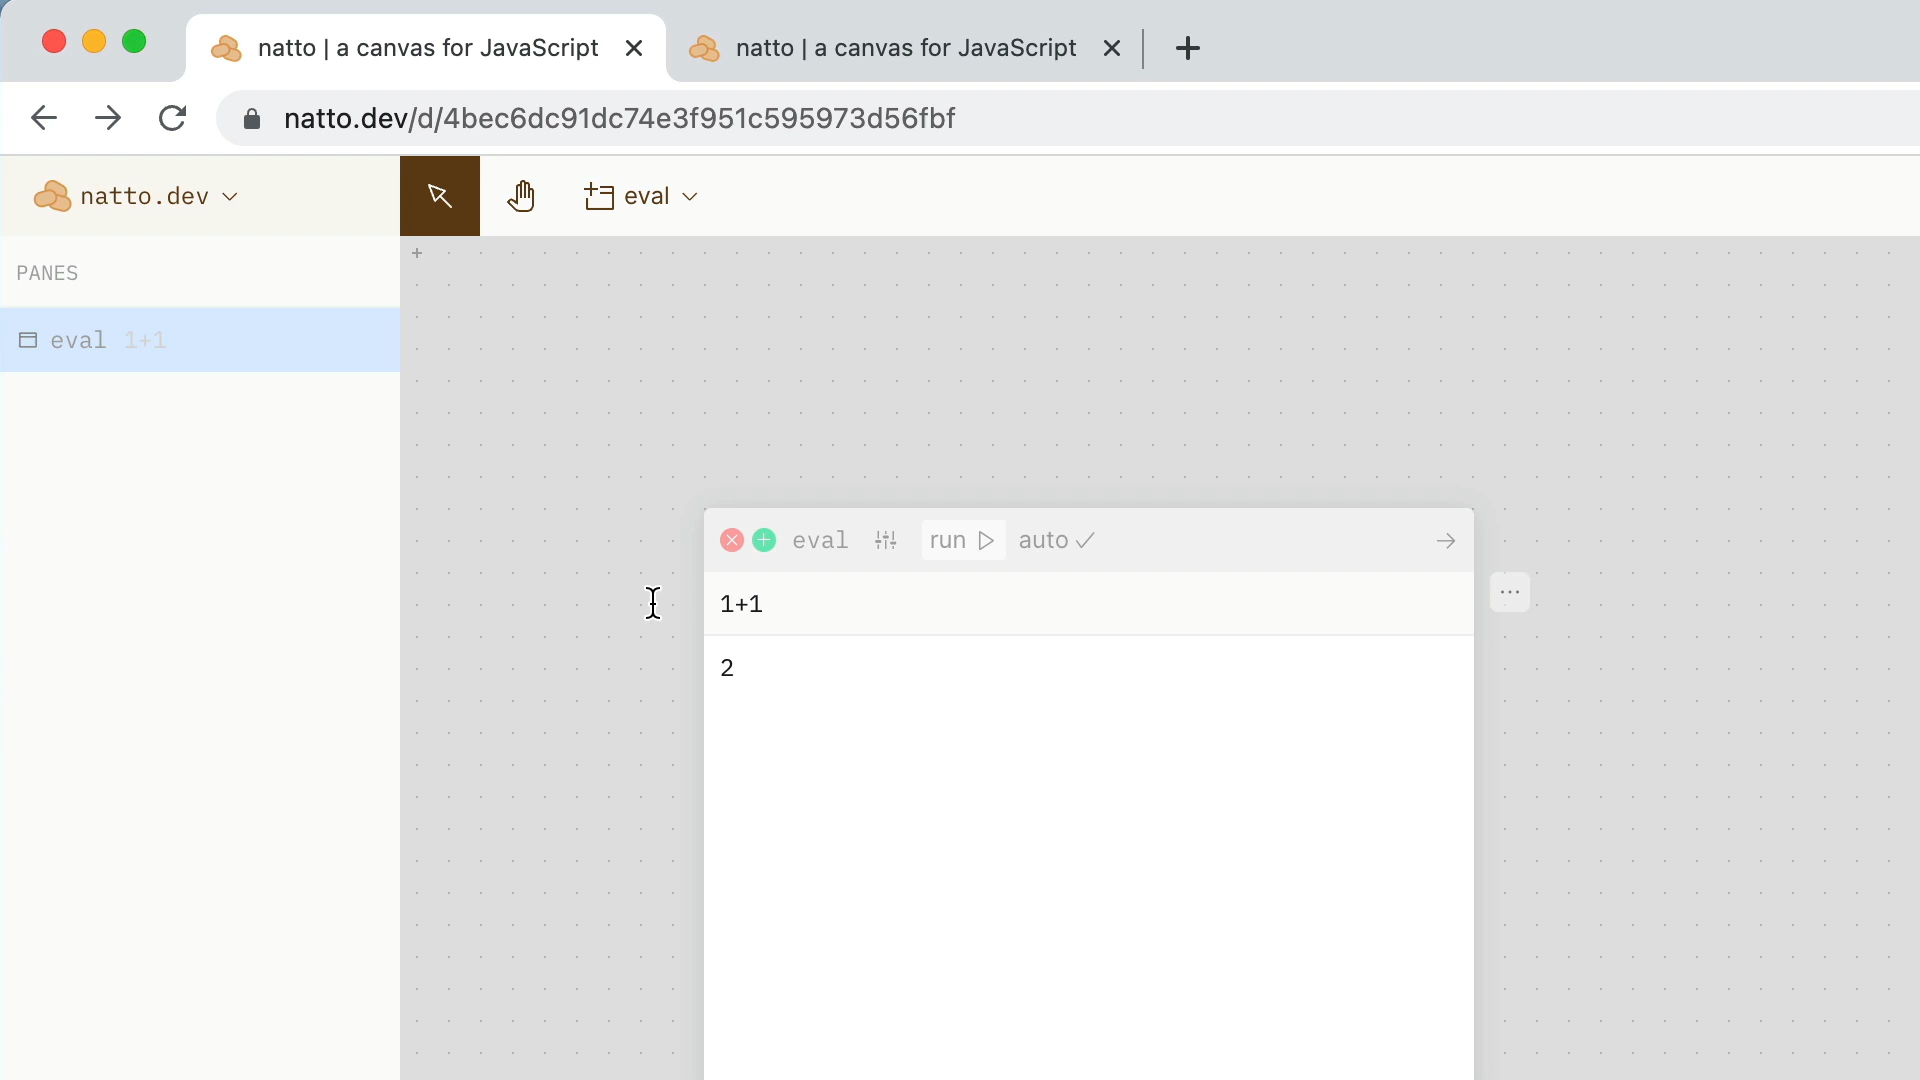 natto | a canvas for JavaScript
natto | a canvas for JavaScript
natto.dev/d/4bec6dc91dc74e3f951c595973d56fbf
natto.dev
eval
PANES
eval 1+1
eval run auto
1+1
2